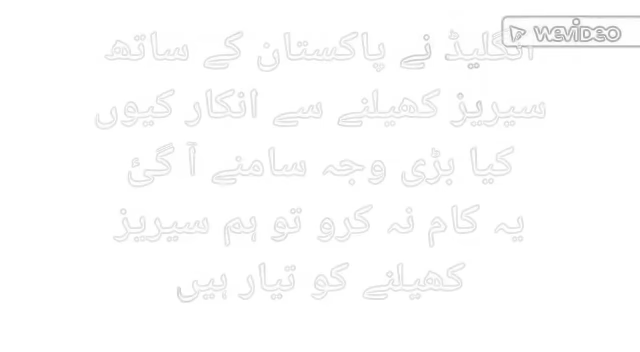 انگلیڈ نے پاکستان کے ساتھ
سیریز کھیلنے سے انکار کیوں
کیا بڑی وجہ سامنے آ گئ
یہ کام نہ کرو تو ہم سیریز
کھیلنے کو تیار ہیں
WeVideo